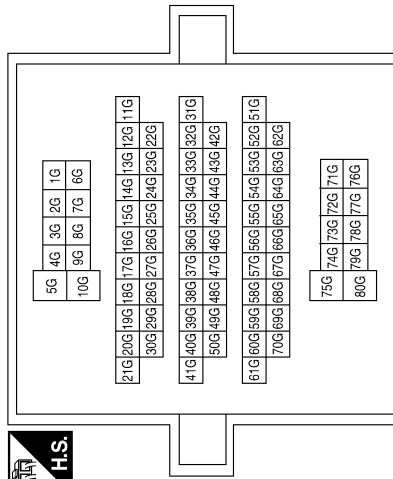 5G 4G 3G 2G 1G
10G 9G 8G 7G 6G
21G 20G 19G 18G 17G 16G 15G 14G 13G 12G 11G
30G 29G 28G 27G 26G 25G 24G 23G 22G
41G 40G 39G 38G 37G 36G 35G 34G 33G 32G 31G
50G 49G 48G 47G 46G 45G 44G 43G 42G
61G 60G 59G 58G 57G 56G 55G 54G 53G 52G 51G
70G 69G 68G 67G 66G 65G 64G 63G 62G
75G 74G 73G 72G 71G
80G 79G 78G 77G 76G
H.S.